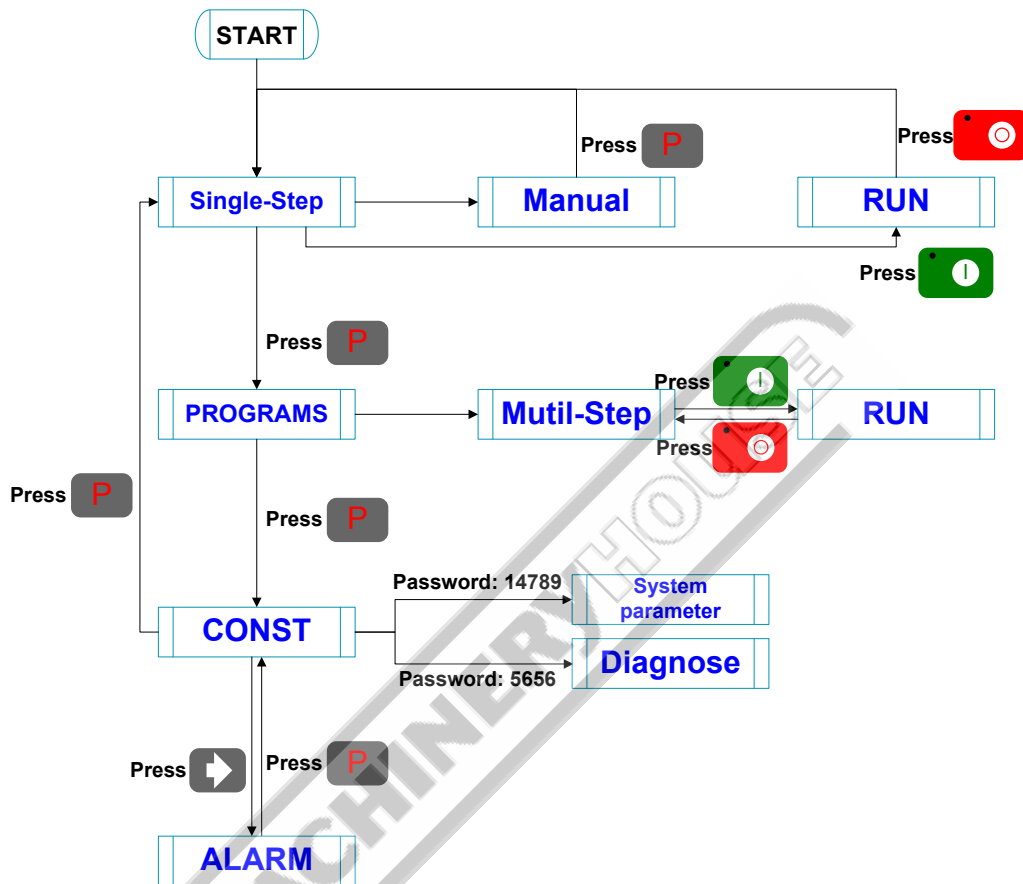 START
Press P
Press O
Single-Step
Manual
RUN
Press I
Press P
PROGRAMS
Press I
Mutil-Step
RUN
Press O
Press P
Press P
Password: 14789
System
parameter
CONST
Diagnose
Password: 5656
Press
Press P
ALARM
MACHINERYHOUSE